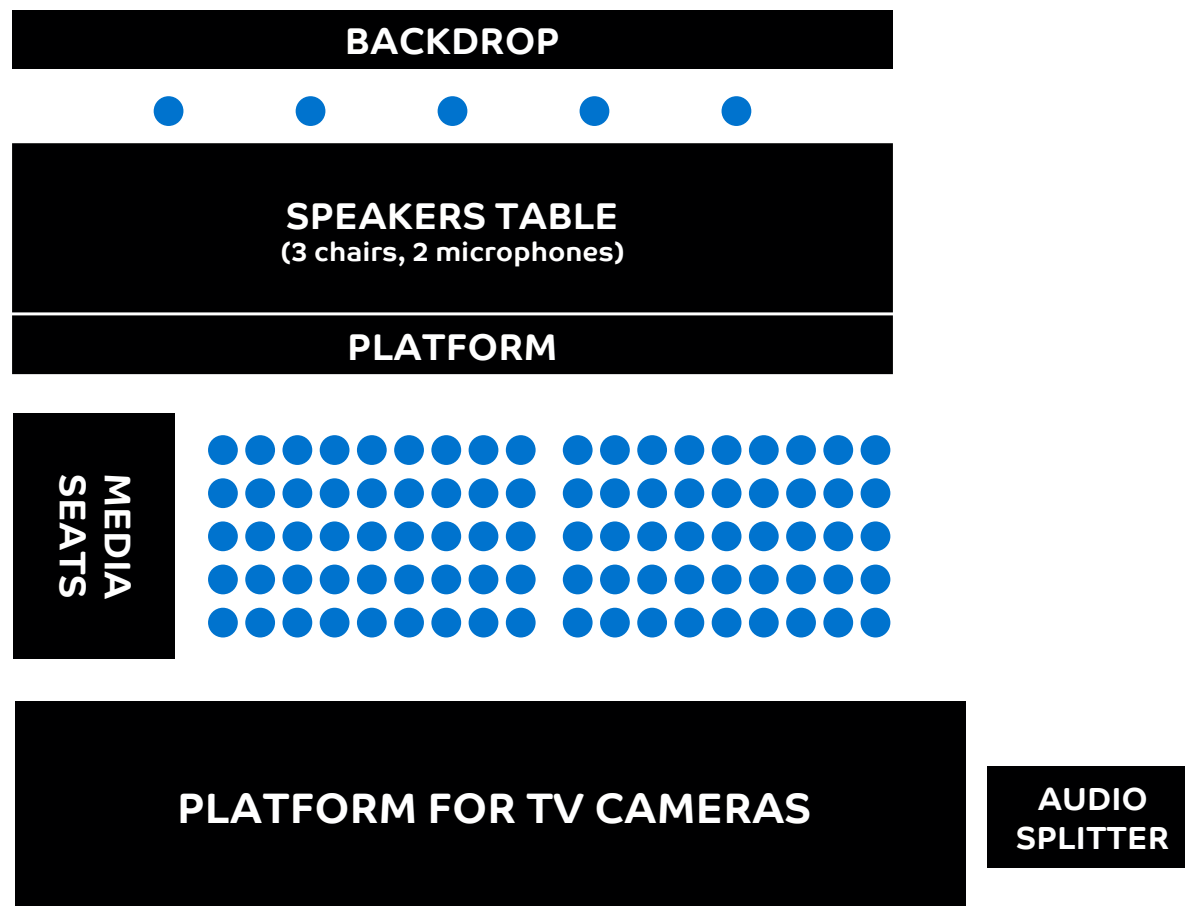 BACKDROP
SPEAKERS TABLE
(3 chairs, 2 microphones)
PLATFORM
MEDIA
SEATS
PLATFORM FOR TV CAMERAS
AUDIO
SPLITTER